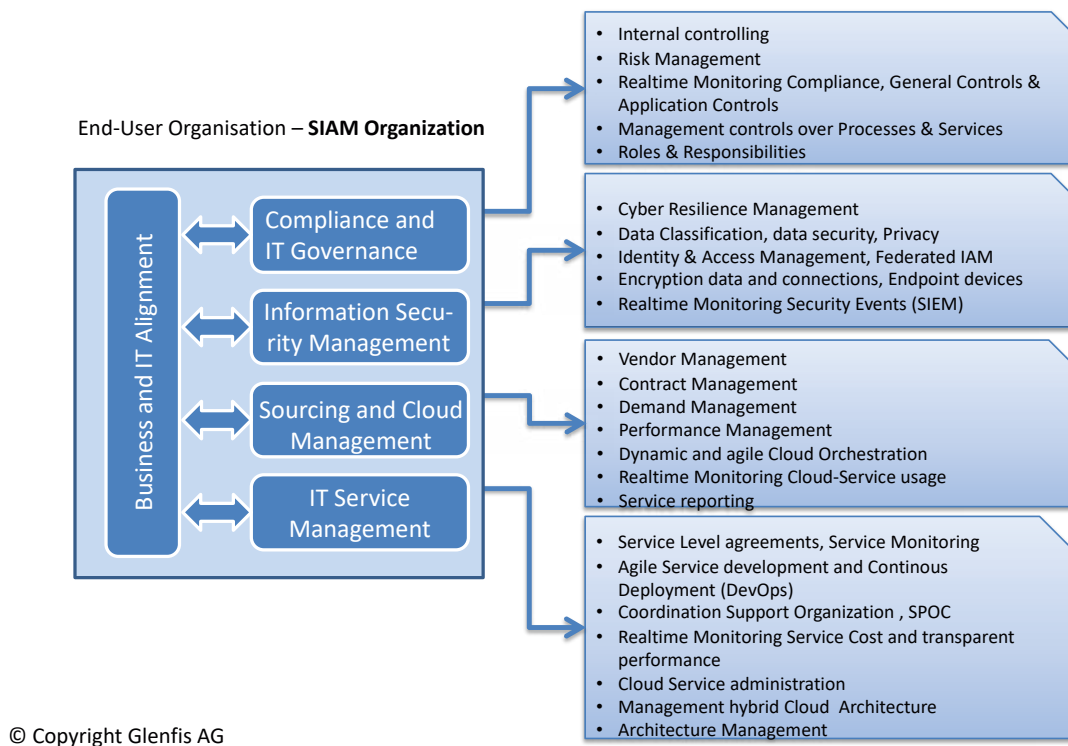 End-User Organisation – SIAM Organization
Business and IT Alignment
Compliance and
IT Governance
Information Secu-
rity Management
Sourcing and Cloud
Management
IT Service
Management
• Internal controlling
• Risk Management
• Realtime Monitoring Compliance, General Controls &
Application Controls
• Management controls over Processes & Services
• Roles & Responsibilities
• Cyber Resilience Management
• Data Classification, data security, Privacy
• Identity & Access Management, Federated IAM
• Encryption data and connections, Endpoint devices
• Realtime Monitoring Security Events (SIEM)
• Vendor Management
• Contract Management
• Demand Management
• Performance Management
• Dynamic and agile Cloud Orchestration
• Realtime Monitoring Cloud-Service usage
• Service reporting
• Service Level agreements, Service Monitoring
• Agile Service development and Continous
Deployment (DevOps)
• Coordination Support Organization , SPOC
• Realtime Monitoring Service Cost and transparent
performance
• Cloud Service administration
• Management hybrid Cloud Architecture
• Architecture Management
© Copyright Glenfis AG